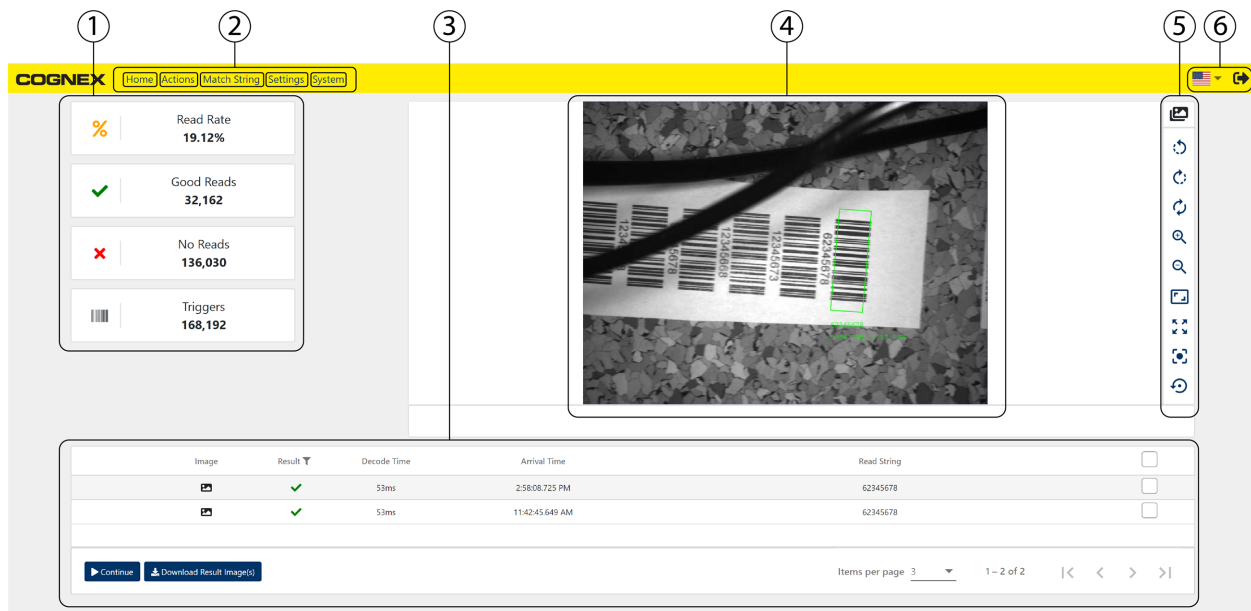 1
2
3
4
5
6
COGNEX
Home
Actions
Match String
Settings
System
Read Rate
19.12%
Good Reads
32,162
No Reads
136,030
Triggers
168,192
12345673
62345678
62345678
Image Result Decode Time Arrival Time Read String
53ms 2:58:08.725 PM 62345678
53ms 11:42:45.649 AM 62345678
Continue
Download Result Image(s)
Items per page 3
1 – 2 of 2